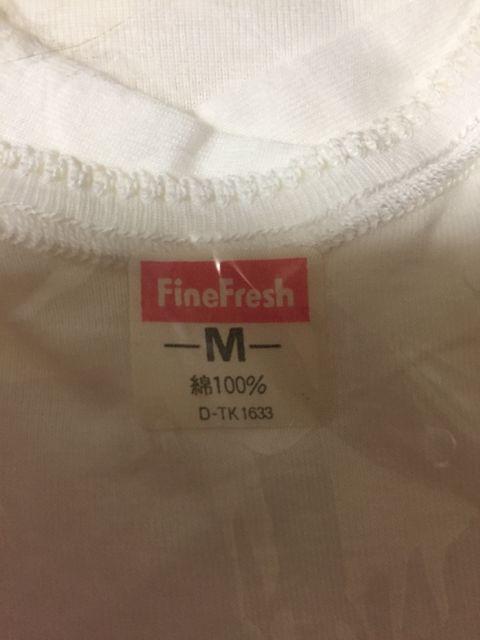 FineFresh
—M—
綿100%
D-TK1633